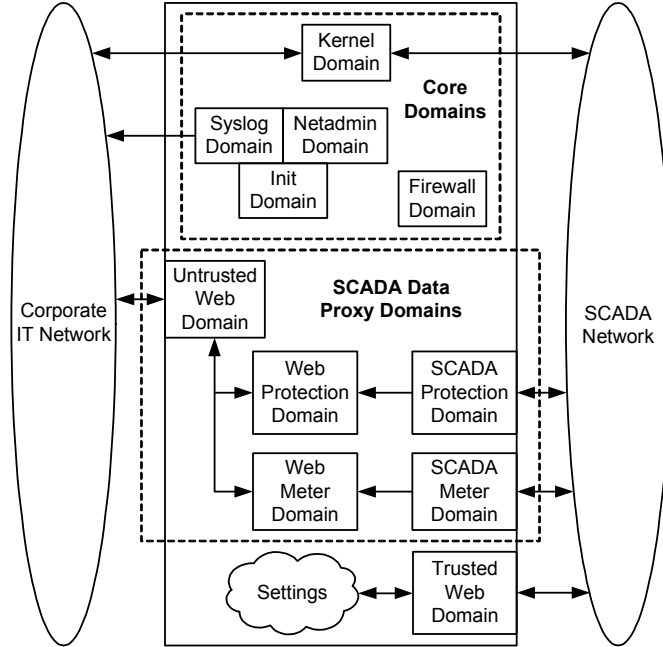 Kernel
Domain
Core
Domains
Syslog
Domain
Netadmin
Domain
Init
Domain
Firewall
Domain
Corporate
IT Network
Untrusted
Web
Domain
SCADA Data
Proxy Domains
SCADA
Network
Web
Protection
Domain
SCADA
Protection
Domain
Web
Meter
Domain
SCADA
Meter
Domain
Settings
Trusted
Web
Domain